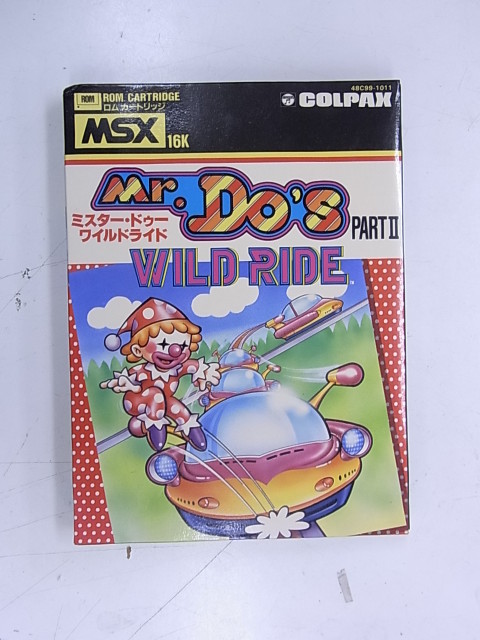 48C99-1011
ROM
ROM CARTRIDGE
ロムカートリッジ
COLPAX
MSX
16K
Mr. Do's
ミスター・ドゥー
ワイルドライド
PART II
WILD RIDE